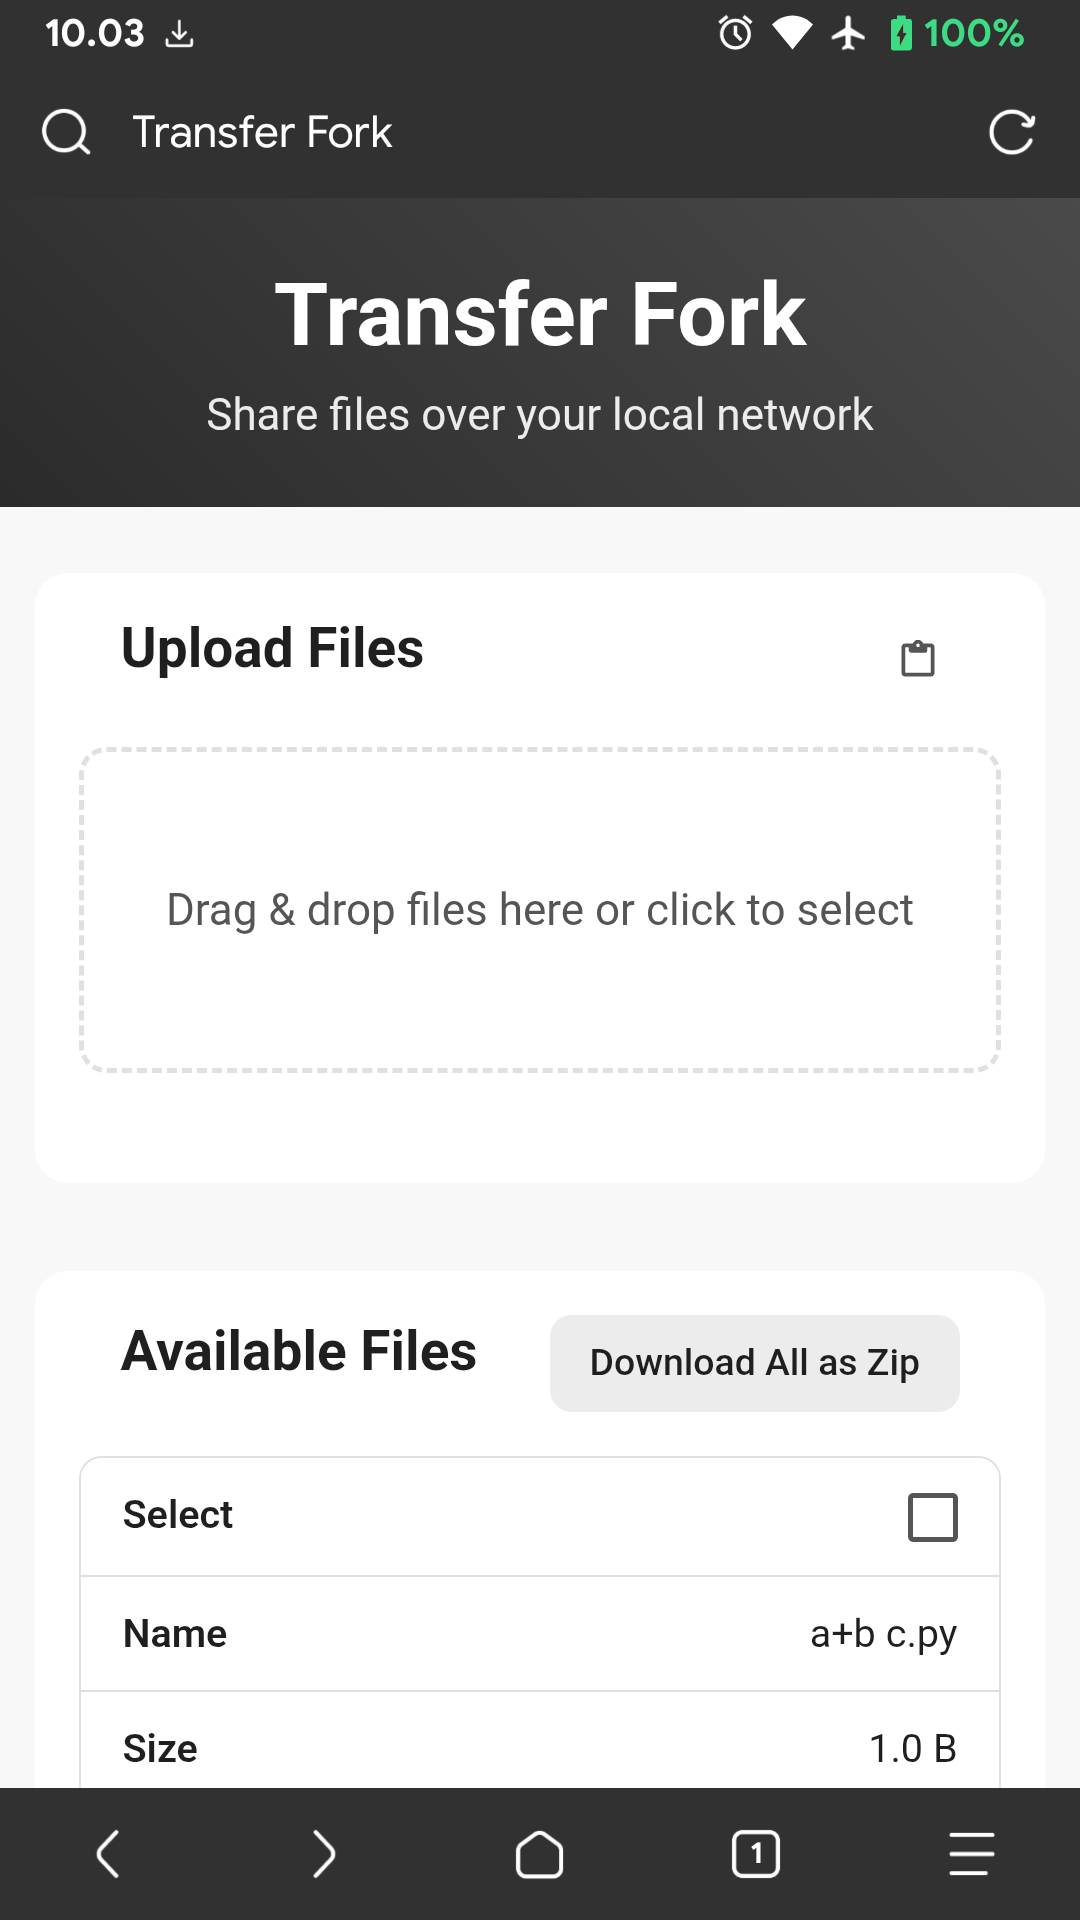 10.03
100%
Transfer Fork
Transfer Fork
Share files over your local network
Upload Files
Drag & drop files here or click to select
Available Files
Download All as Zip
Select
Name
a+b c.py
Size
1.0 B
1